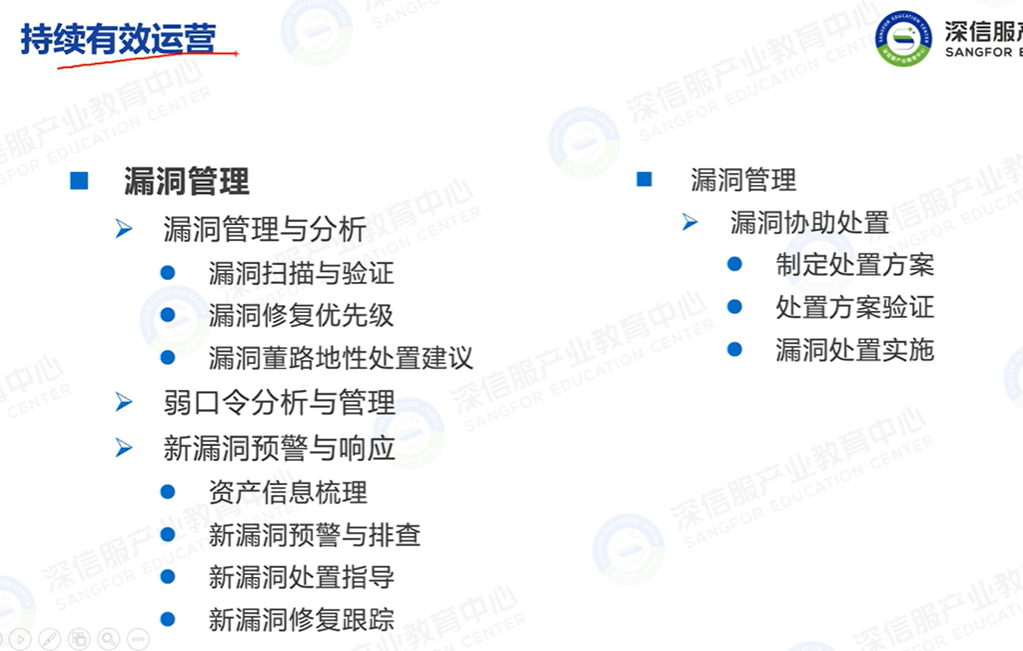 持续有效运营
深信服产
SANGFOR E
漏洞管理
漏洞管理与分析
漏洞扫描与验证
漏洞修复优先级
漏洞董路地性处置建议
弱口令分析与管理
新漏洞预警与响应
资产信息梳理
新漏洞预警与排查
新漏洞处置指导
新漏洞修复跟踪
漏洞管理
漏洞协助处置
制定处置方案
处置方案验证
漏洞处置实施
深信服产业教育中心
SANGFOR EDUCATION CENTER